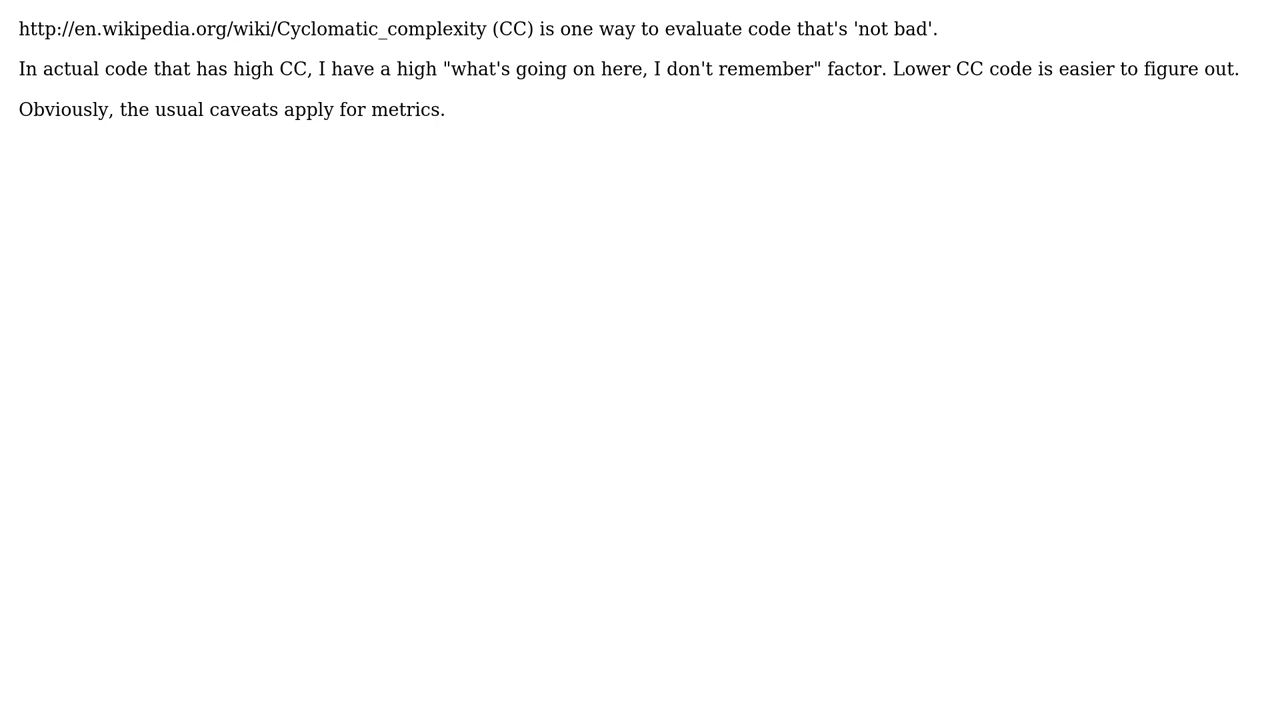 http://en.wikipedia.org/wiki/Cyclomatic_complexity (CC) is one way to evaluate code that's 'not bad'.
In actual code that has high CC, I have a high "what's going on here, I don't remember" factor. Lower CC code is easier to figure out.
Obviously, the usual caveats apply for metrics.